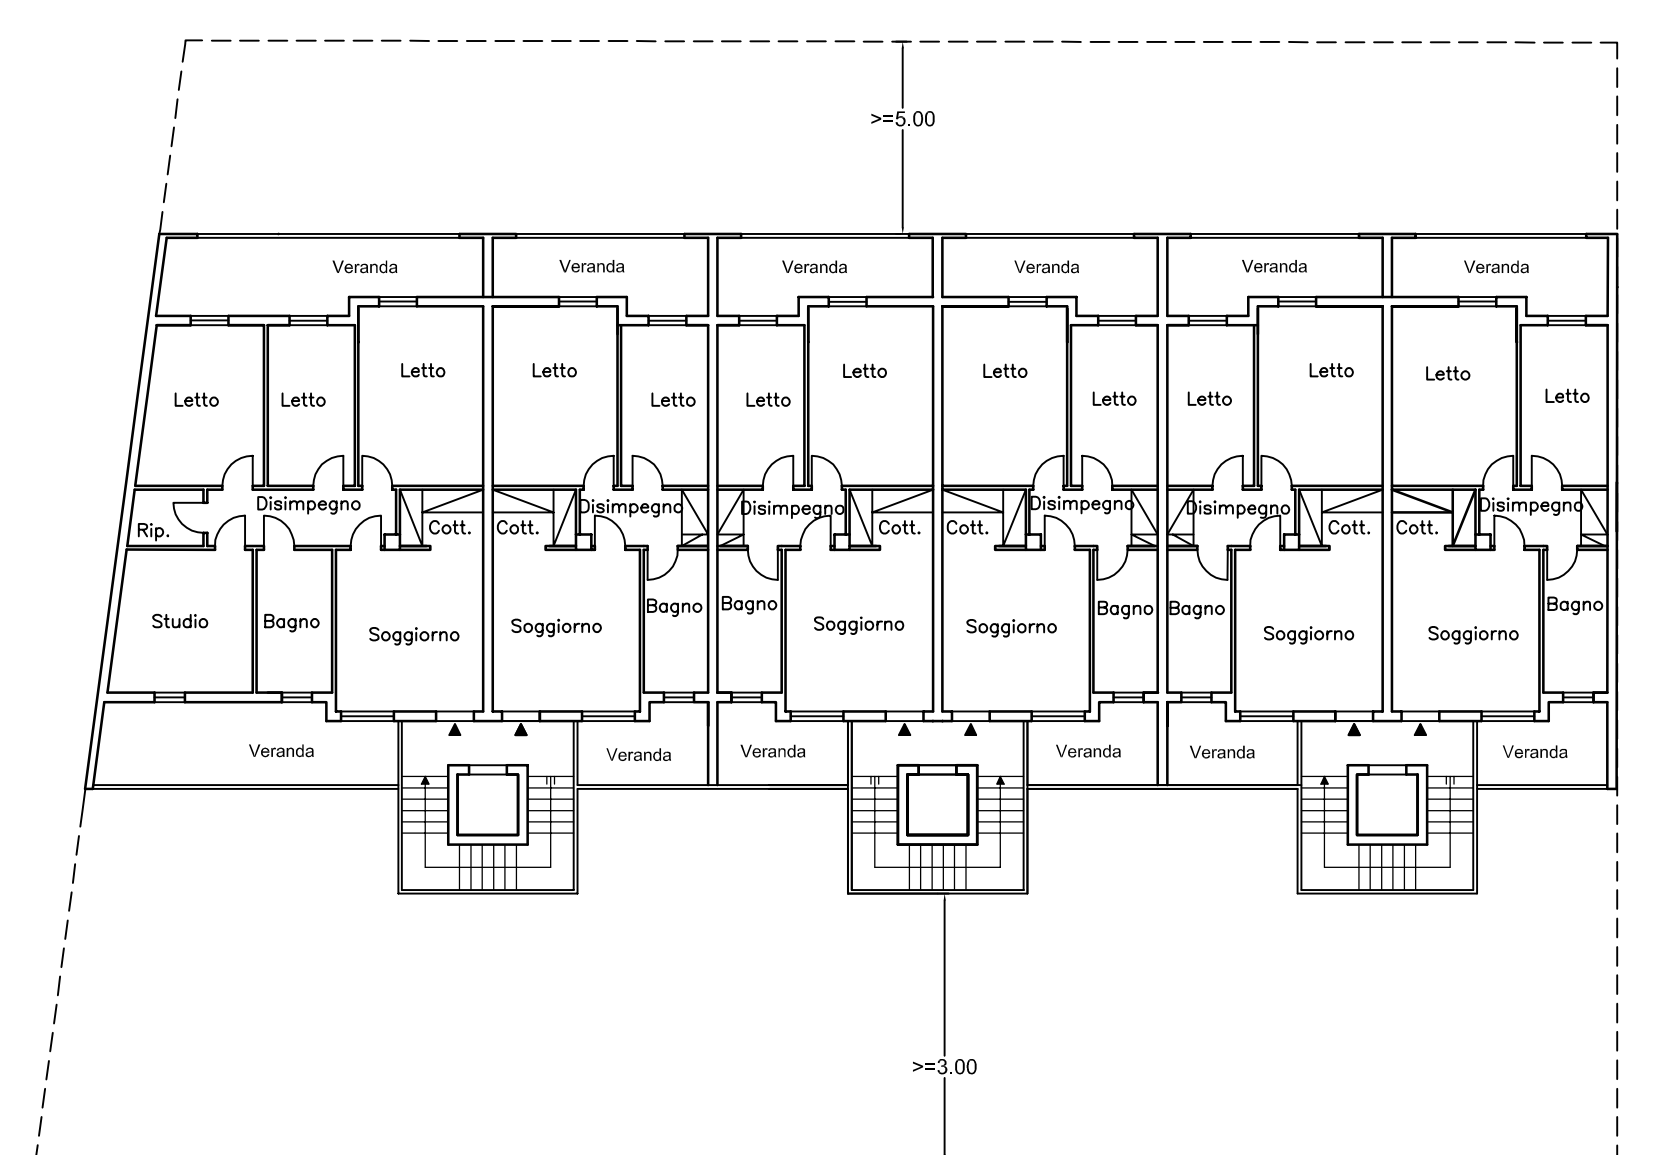 >=5.00
Veranda
Veranda
Veranda
Veranda
Veranda
Veranda
Letto
Letto
Letto
Letto
Letto
Letto
Letto
Letto
Letto
Letto
Letto
Letto
Letto
Disimpegno
Disimpegno
Disimpegno
Disimpegno
Disimpegno
Disimpegno
Rip.
Cott.
Cott.
Cott.
Cott.
Cott.
Cott.
Studio
Bagno
Soggiorno
Soggiorno
Bagno
Bagno
Soggiorno
Soggiorno
Bagno
Bagno
Soggiorno
Soggiorno
Bagno
Veranda
Veranda
Veranda
Veranda
Veranda
Veranda
>=3.00